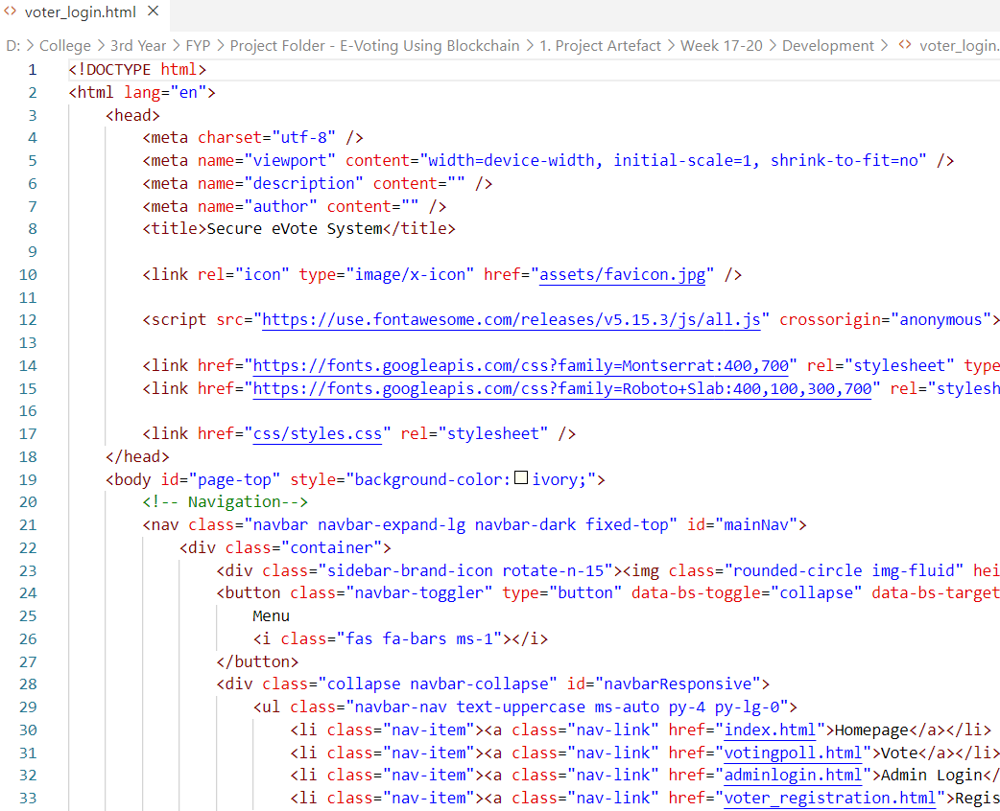 voter_login.html
D: > College > 3rd Year > FYP > Project Folder - E-Voting Using Blockchain > 1. Project Artefact > Week 17-20 > Development > voter_login.
1 <!DOCTYPE html>
2 <html lang="en">
3 <head>
4 <meta charset="utf-8" />
5 <meta name="viewport" content="width=device-width, initial-scale=1, shrink-to-fit=no" />
6 <meta name="description" content="" />
7 <meta name="author" content="" />
8 <title>Secure eVote System</title>
9
10 <link rel="icon" type="image/x-icon" href="assets/favicon.jpg" />
11
12 <script src="https://use.fontawesome.com/releases/v5.15.3/js/all.js" crossorigin="anonymous">
13
14 <link href="https://fonts.googleapis.com/css?family=Montserrat:400,700" rel="stylesheet" type
15 <link href="https://fonts.googleapis.com/css?family=Roboto+Slab:400,100,300,700" rel="stylesh
16
17 <link href="css/styles.css" rel="stylesheet" />
18 </head>
19 <body id="page-top" style="background-color:ivory;">
20 <!-- Navigation-->
21 <nav class="navbar navbar-expand-lg navbar-dark fixed-top" id="mainNav">
22 <div class="container">
23 <div class="sidebar-brand-icon rotate-n-15"><img class="rounded-circle img-fluid" hei
24 <button class="navbar-toggler" type="button" data-bs-toggle="collapse" data-bs-target
25 Menu
26 <i class="fas fa-bars ms-1"></i>
27 </button>
28 <div class="collapse navbar-collapse" id="navbarResponsive">
29 <ul class="navbar-nav text-uppercase ms-auto py-4 py-lg-0">
30 <li class="nav-item"><a class="nav-link" href="index.html">Homepage</a></li>
31 <li class="nav-item"><a class="nav-link" href="votingpoll.html">Vote</a></li>
32 <li class="nav-item"><a class="nav-link" href="adminlogin.html">Admin Login</
33 <li class="nav-item"><a class="nav-link" href="voter_registration.html">Regis